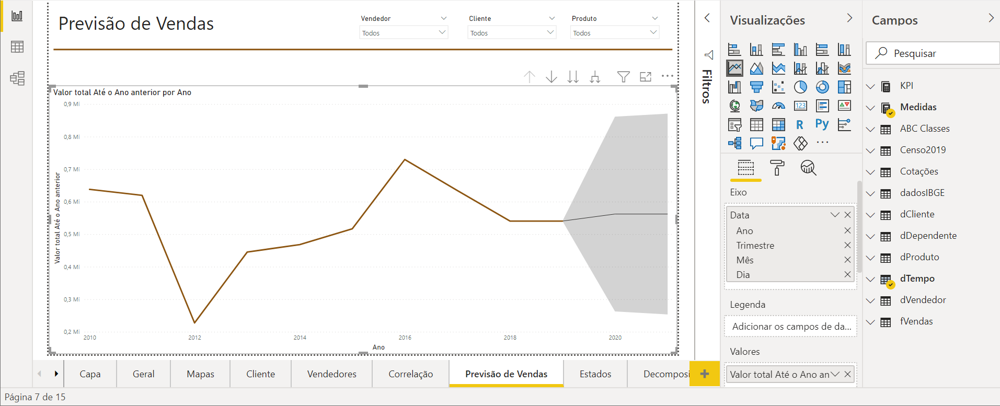 Previsão de Vendas
Vendedor
Todos
Cliente
Todos
Produto
Todos
Valor total Até o Ano anterior por Ano
Valor total Até o Ano anterior
0,9 Mi
0,8 Mi
0,7 Mi
0,6 Mi
0,5 Mi
0,4 Mi
0,3 Mi
0,2 Mi
2010
2012
2014
2016
2018
2020
Ano
Filtros
Visualizações
123
R
Py
Eixo
Data
Ano
Trimestre
Mês
Dia
Legenda
Adicionar os campos de da...
Valores
Valor total Até o Ano an
Campos
Pesquisar
KPI
Medidas
ABC Classes
Censo2019
Cotações
dadosIBGE
dCliente
dDependente
dProduto
dTempo
dVendedor
fVendas
Capa
Geral
Mapas
Cliente
Vendedores
Correlação
Previsão de Vendas
Estados
Decomposi
Página 7 de 15